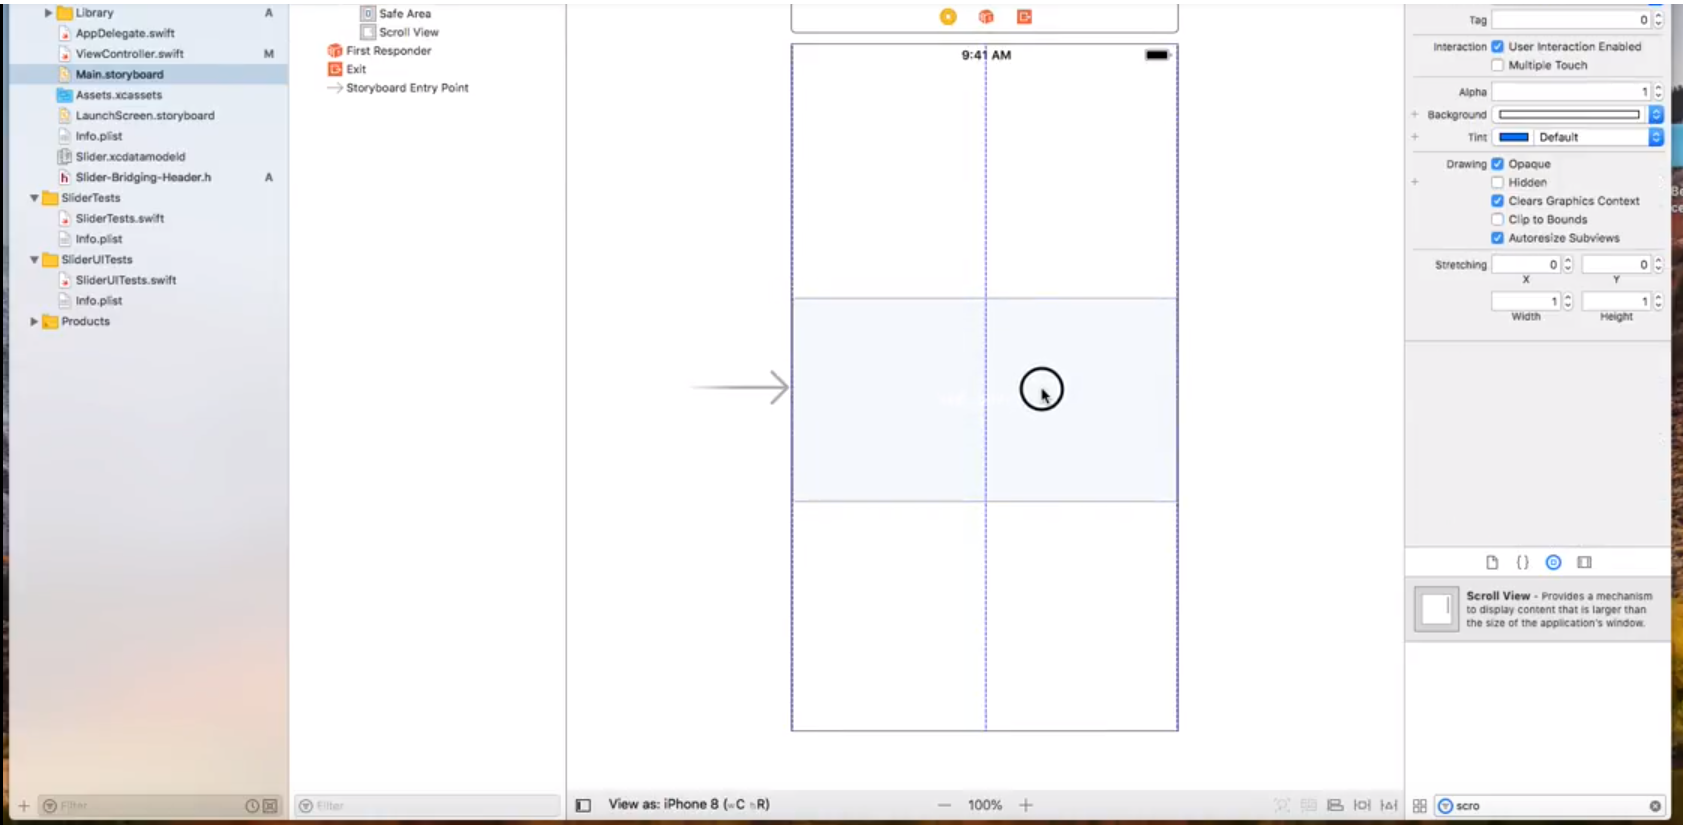 Library A
AppDelegate.swift
ViewController.swift M
Main.storyboard
Assets.xcassets
LaunchScreen.storyboard
Info.plist
Slider.xcdatamodeld
Slider-Bridging-Header.h A
SliderTests
SliderTests.swift
Info.plist
SliderUITests
SliderUITests.swift
Info.plist
Products
Filter
Safe Area
Scroll View
First Responder
Exit
Storyboard Entry Point
Filter
9:41 AM
View as: iPhone 8 (wC hR)
100%
Tag 0
Interaction User Interaction Enabled
Multiple Touch
Alpha 1
Background
Tint Default
Drawing Opaque
Hidden
Clears Graphics Context
Clip to Bounds
Autoresize Subviews
Stretching 0 0
X Y
1 1
Width Height
{}
Scroll View - Provides a mechanism
to display content that is larger than
the size of the application's window.
scro